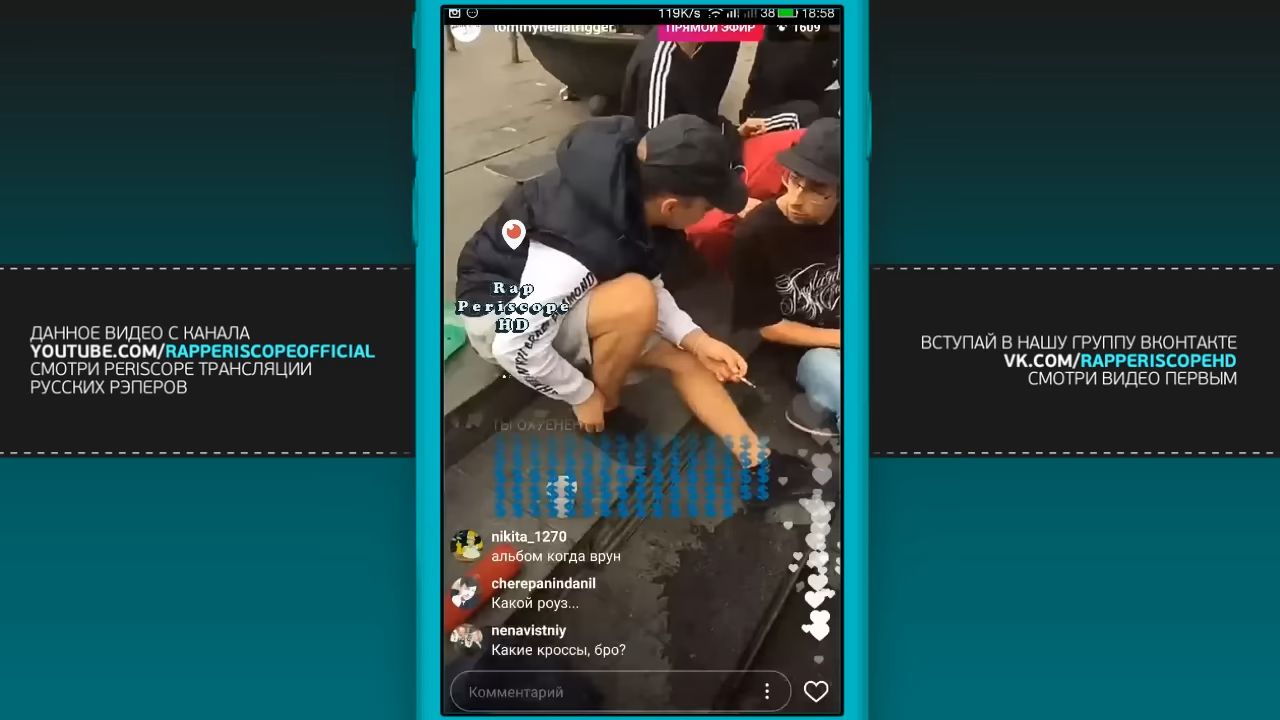 119K/s 38 18:58
ПРЯМОЙ ЭФИР 1609
ДАННОЕ ВИДЕО С КАНАЛА
YOUTUBE.COM/RAPPERISCOPEOFFICIAL
СМОТРИ PERISCOPE ТРАНСЛЯЦИИ
РУССКИХ РЭПЕРОВ
Rap
Periscope
HD
ТЫ ОХУЕНЕН
nikita_1270
альбом когда врун
cherepanindanil
Какой роуз...
nenavistniy
Какие кроссы, бро?
Комментарий
ВСТУПАЙ В НАШУ ГРУППУ ВКОНТАКТЕ
VK.COM/RAPPERISCOPEHD
СМОТРИ ВИДЕО ПЕРВЫМ